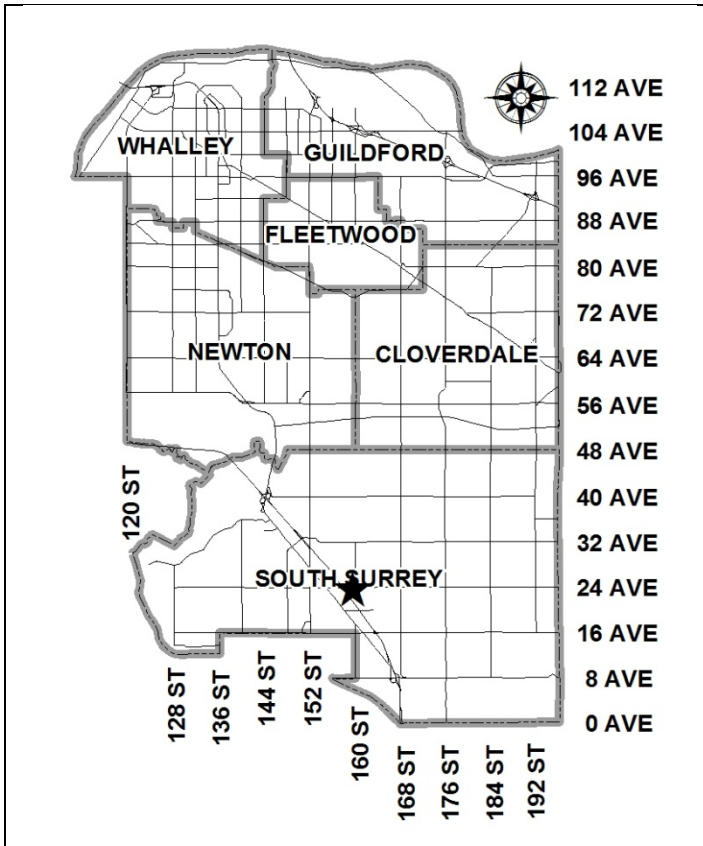 112 AVE
104 AVE
WHALLEY
GUILDFORD
96 AVE
88 AVE
FLEETWOOD
80 AVE
72 AVE
NEWTON
CLOVERDALE
64 AVE
56 AVE
48 AVE
120 ST
40 AVE
32 AVE
SOUTH SURREY
24 AVE
16 AVE
8 AVE
0 AVE
128 ST
136 ST
144 ST
152 ST
160 ST
168 ST
176 ST
184 ST
192 ST